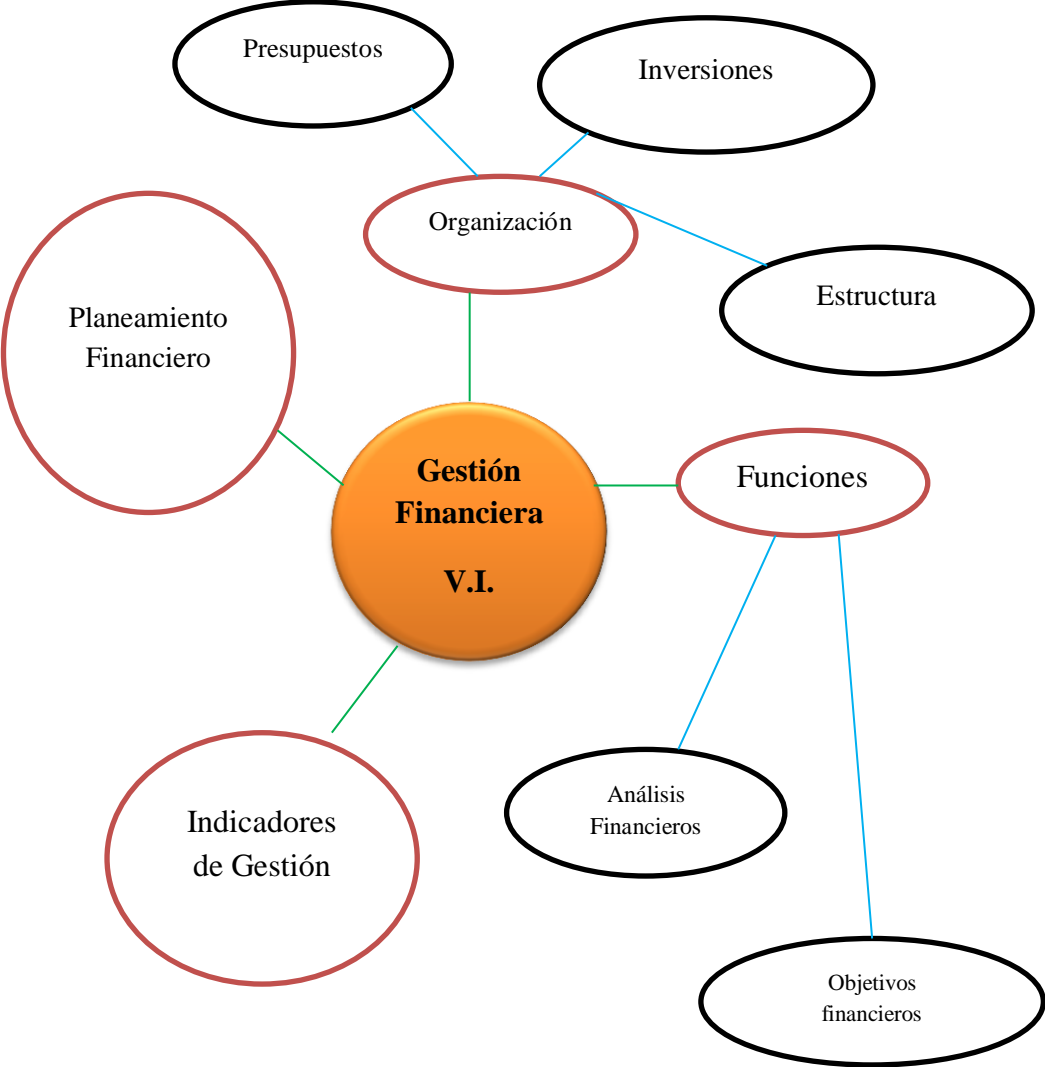 Presupuestos
Inversiones
Organización
Estructura
Planeamiento
Financiero
Gestión
Financiera
V.I.
Funciones
Análisis
Financieros
Indicadores
de Gestión
Objetivos
financieros